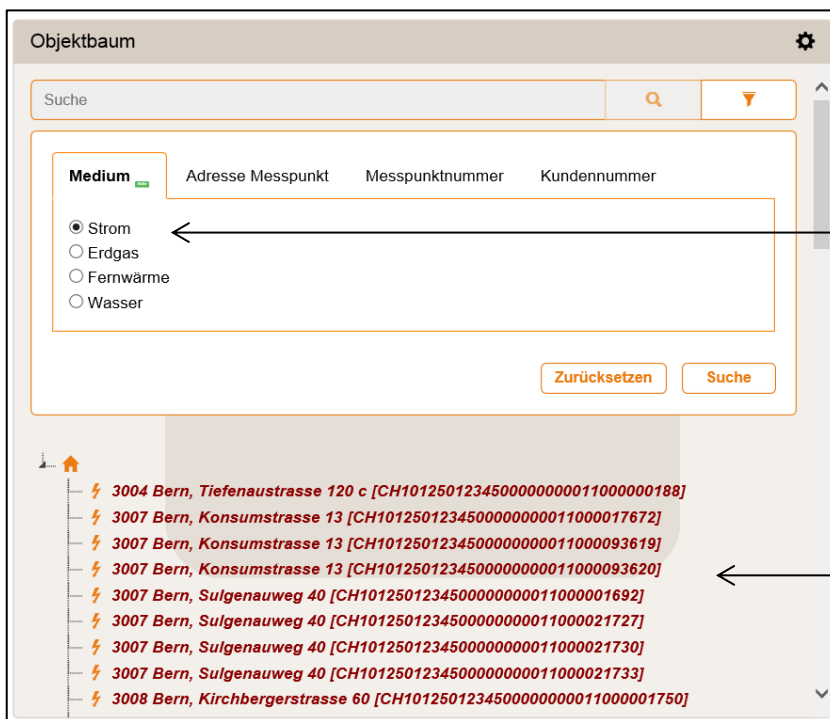 Objektbaum
Suche
Medium Adresse Messpunkt Messpunktnummer Kundennummer
Strom
Erdgas
Fernwärme
Wasser
Zurücksetzen Suche
3004 Bern, Tiefenaustrasse 120 c [CH1012501234500000000011000000188]
3007 Bern, Konsumstrasse 13 [CH1012501234500000000011000017672]
3007 Bern, Konsumstrasse 13 [CH1012501234500000000011000093619]
3007 Bern, Konsumstrasse 13 [CH1012501234500000000011000093620]
3007 Bern, Sulgenauweg 40 [CH1012501234500000000011000001692]
3007 Bern, Sulgenauweg 40 [CH1012501234500000000011000021727]
3007 Bern, Sulgenauweg 40 [CH1012501234500000000011000021730]
3007 Bern, Sulgenauweg 40 [CH1012501234500000000011000021733]
3008 Bern, Kirchbergerstrasse 60 [CH1012501234500000000011000001750]